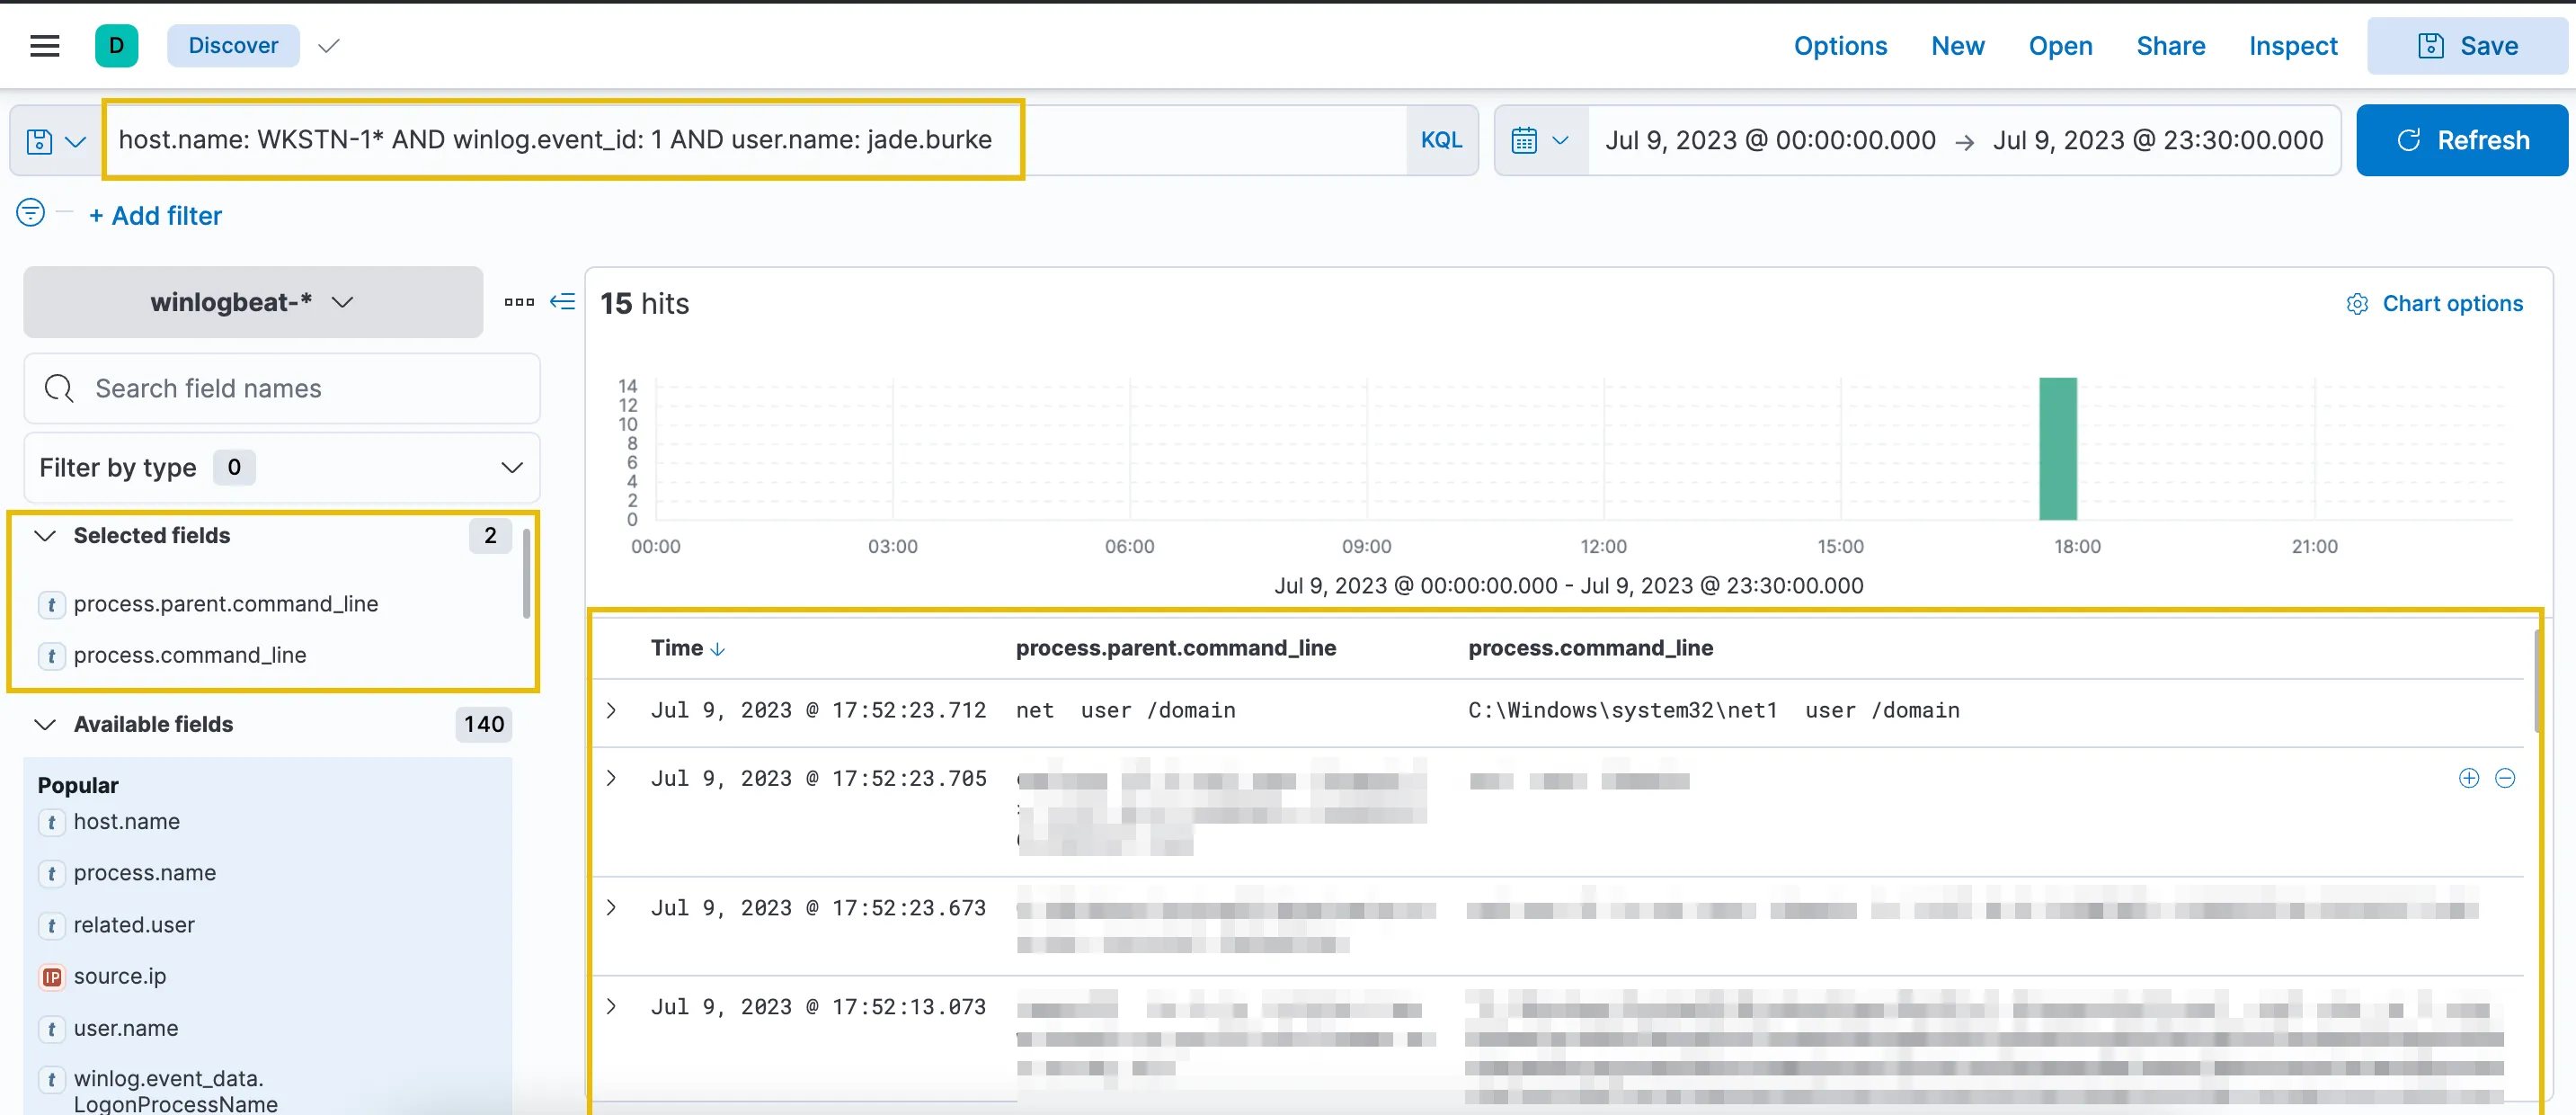 D Discover Options New Open Share Inspect Save
host.name: WKSTN-1* AND winlog.event_id: 1 AND user.name: jade.burke KQL Jul 9, 2023 @ 00:00:00.000 → Jul 9, 2023 @ 23:30:00.000 Refresh
+ Add filter
winlogbeat-*
Search field names
Filter by type 0
Selected fields 2
t process.parent.command_line
t process.command_line
Available fields 140
Popular
t host.name
t process.name
t related.user
IP source.ip
t user.name
t winlog.event_data.
LogonProcessName
15 hits Chart options
14
12
10
8
6
4
2
0
00:00 03:00 06:00 09:00 12:00 15:00 18:00 21:00
Jul 9, 2023 @ 00:00:00.000 - Jul 9, 2023 @ 23:30:00.000
Time process.parent.command_line process.command_line
Jul 9, 2023 @ 17:52:23.712 net user /domain C:\Windows\system32\net1 user /domain
Jul 9, 2023 @ 17:52:23.705
Jul 9, 2023 @ 17:52:23.673
Jul 9, 2023 @ 17:52:13.073